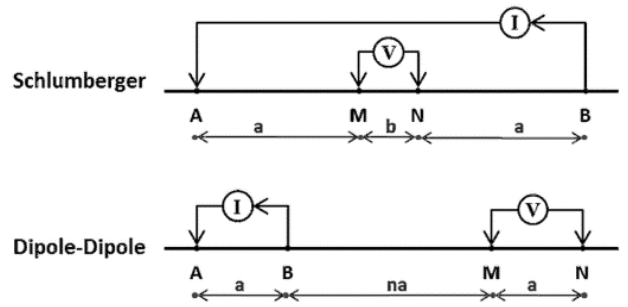 I
V
Schlumberger
A M N B
a b a
I V
Dipole-Dipole
A B M N
a na a